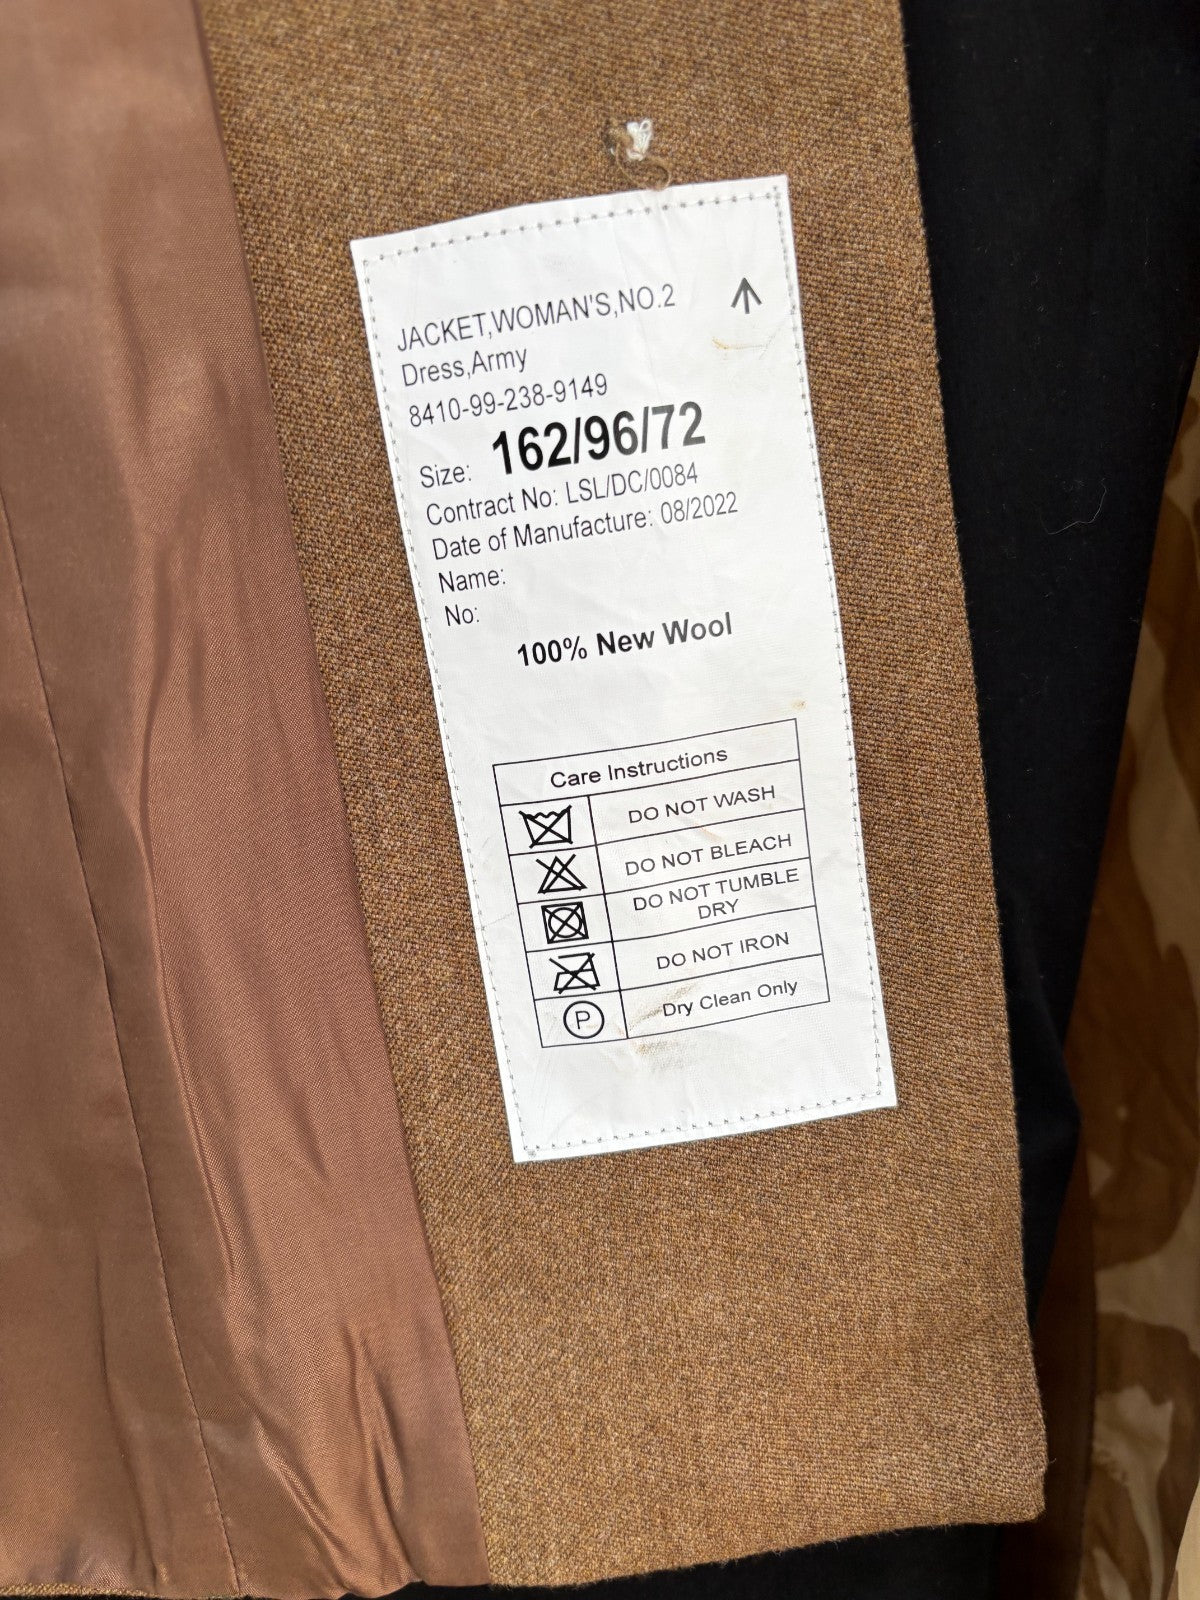 JACKET,WOMAN'S,NO.2
Dress,Army
8410-99-238-9149
Size: 162/96/72
Contract No: LSL/DC/0084
Date of Manufacture: 08/2022
Name:
No:
100% New Wool
Care Instructions
DO NOT WASH
DO NOT BLEACH
DO NOT TUMBLE
DRY
DO NOT IRON
P Dry Clean Only